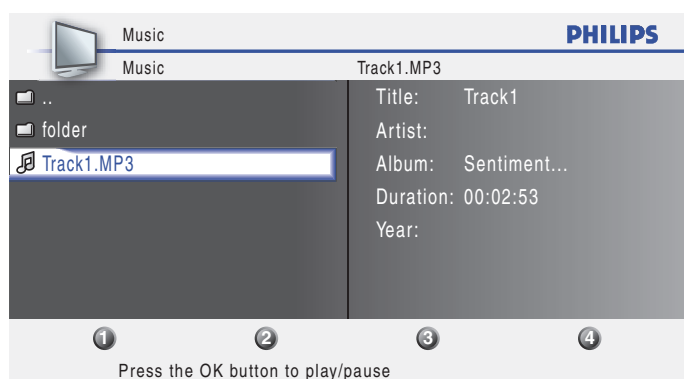 Music
PHILIPS
Music
Track1.MP3
..
folder
Track1.MP3
Title: Track1
Artist:
Album: Sentiment...
Duration: 00:02:53
Year:
1 2 3 4
Press the OK button to play/pause